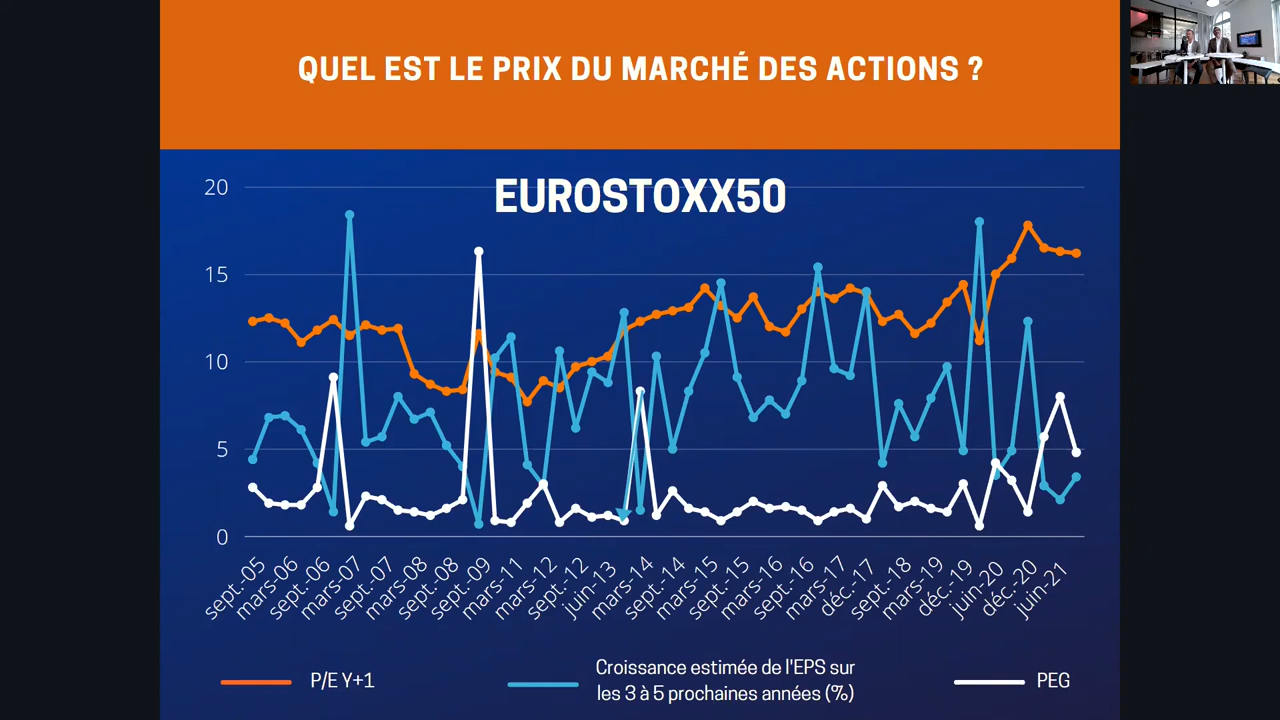 QUEL EST LE PRIX DU MARCHÉ DES ACTIONS ?
EUROSTOXX50
20
15
10
5
0
sept.-05
mars-06
sept.-06
mars-07
sept.-07
mars-08
sept.-08
sept.-09
mars-11
mars-12
sept.-12
juin-13
mars-14
sept.-14
mars-15
sept.-15
mars-16
sept.-16
mars-17
déc.-17
sept.-18
mars-19
déc.-19
juin-20
déc.-20
juin-21
P/E Y+1
Croissance estimée de l'EPS sur
les 3 à 5 prochaines années (%)
PEG